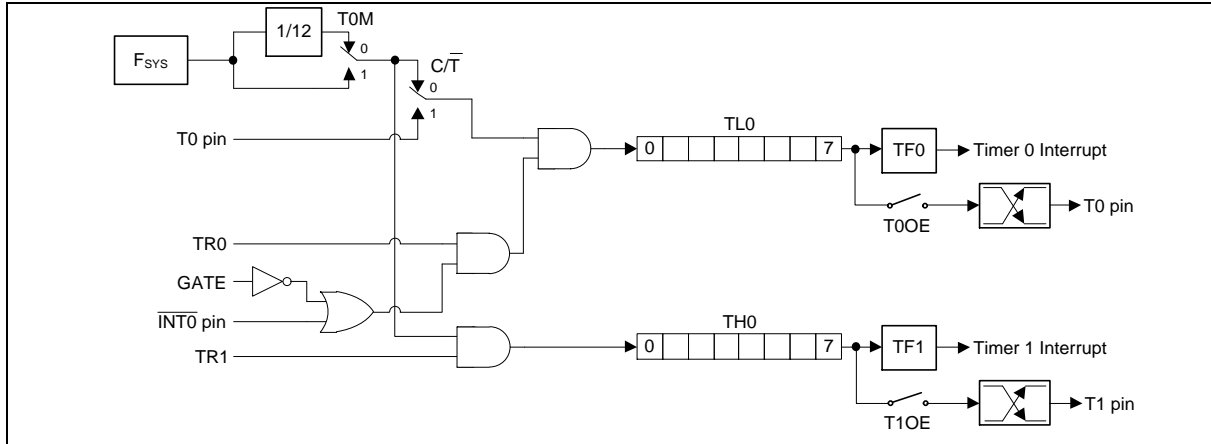 1/12
T0M
FSYS
0
1
C/T̅
0
1
T0 pin
TL0
0 7
TF0
Timer 0 Interrupt
T0OE
T0 pin
TR0
GATE
I̅N̅T̅0̅ pin
TR1
TH0
0 7
TF1
Timer 1 Interrupt
T1OE
T1 pin